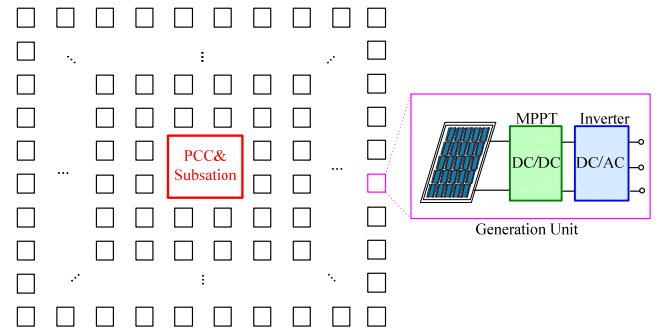 PCC&
Subsation
MPPT
Inverter
DC/DC
DC/AC
Generation Unit